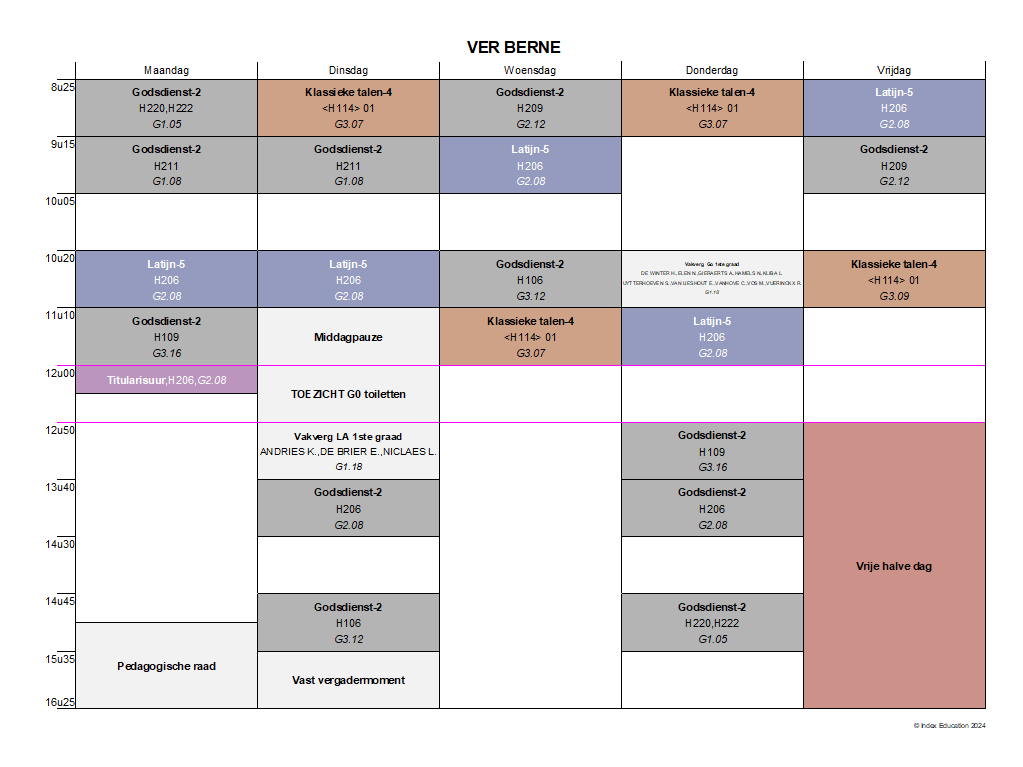 VER BERNE
Maandag Dinsdag Woensdag Donderdag Vrijdag
8u25
Godsdienst-2
H220,H222
G1.05
Klassieke talen-4
<H114> 01
G3.07
Godsdienst-2
H209
G2.12
Klassieke talen-4
<H114> 01
G3.07
Latijn-5
H206
G2.08
9u15
Godsdienst-2
H211
G1.08
Godsdienst-2
H211
G1.08
Latijn-5
H206
G2.08
Godsdienst-2
H209
G2.12
10u05
10u20
Latijn-5
H206
G2.08
Latijn-5
H206
G2.08
Godsdienst-2
H106
G3.12
Vakverg Go 1ste graad
DE WINTER H.,ELEN N.,GIERAERTS A.,HAMELS N.,KLIBA I.
UYTTERHOEVEN S.,VAN LIESHOUT E.,VANHOVE C.,VOS M.,VUERINCKX R.
G1.18
Klassieke talen-4
<H114> 01
G3.09
11u10
Godsdienst-2
H109
G3.16
Middagpauze
Klassieke talen-4
<H114> 01
G3.07
Latijn-5
H206
G2.08
12u00
Titularisuur,H206,G2.08
TOEZICHT G0 toiletten
12u50
Vakverg LA 1ste graad
ANDRIES K.,DE BRIER E.,NICLAES L.
G1.18
Godsdienst-2
H109
G3.16
Vrije halve dag
13u40
Godsdienst-2
H206
G2.08
Godsdienst-2
H206
G2.08
14u30
14u45
Godsdienst-2
H106
G3.12
Godsdienst-2
H220,H222
G1.05
Pedagogische raad
15u35
Vast vergadermoment
16u25
© Index Education 2024